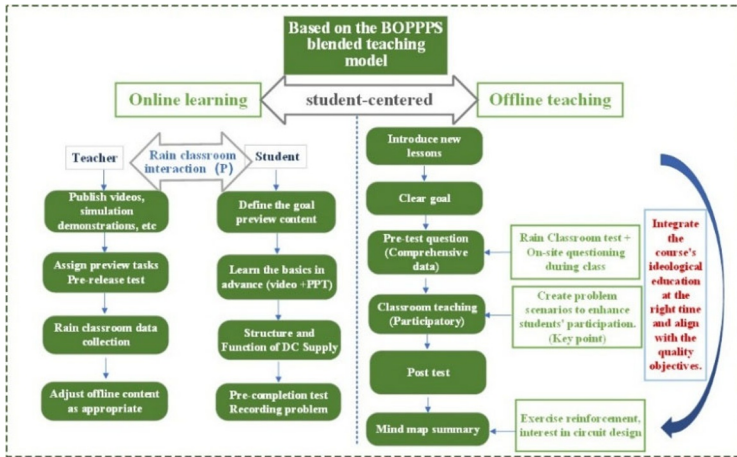 Based on the BOPPPS
blended teaching
model
Online learning
student-centered
Offline teaching
Teacher
Rain classroom
interaction (P)
Student
Publish videos,
simulation
demonstrations, etc
Assign preview tasks
Pre-release test
Rain classroom data
collection
Adjust offline content
as appropriate
Define the goal
preview content
Learn the basics in
advance (video +PPT)
Structure and
Function of DC Supply
Pre-completion test
Recording problem
Introduce new
lessons
Clear goal
Pre-test question
(Comprehensive
data)
Classroom teaching
(Participatory)
Post test
Mind map summary
Rain Classroom test +
On-site questioning
during class
Create problem
scenarios to enhance
students' participation.
(Key point)
Exercise reinforcement,
interest in circuit design
Integrate
the
course's
ideological
education
at the
right time
and align
with the
quality
objectives.